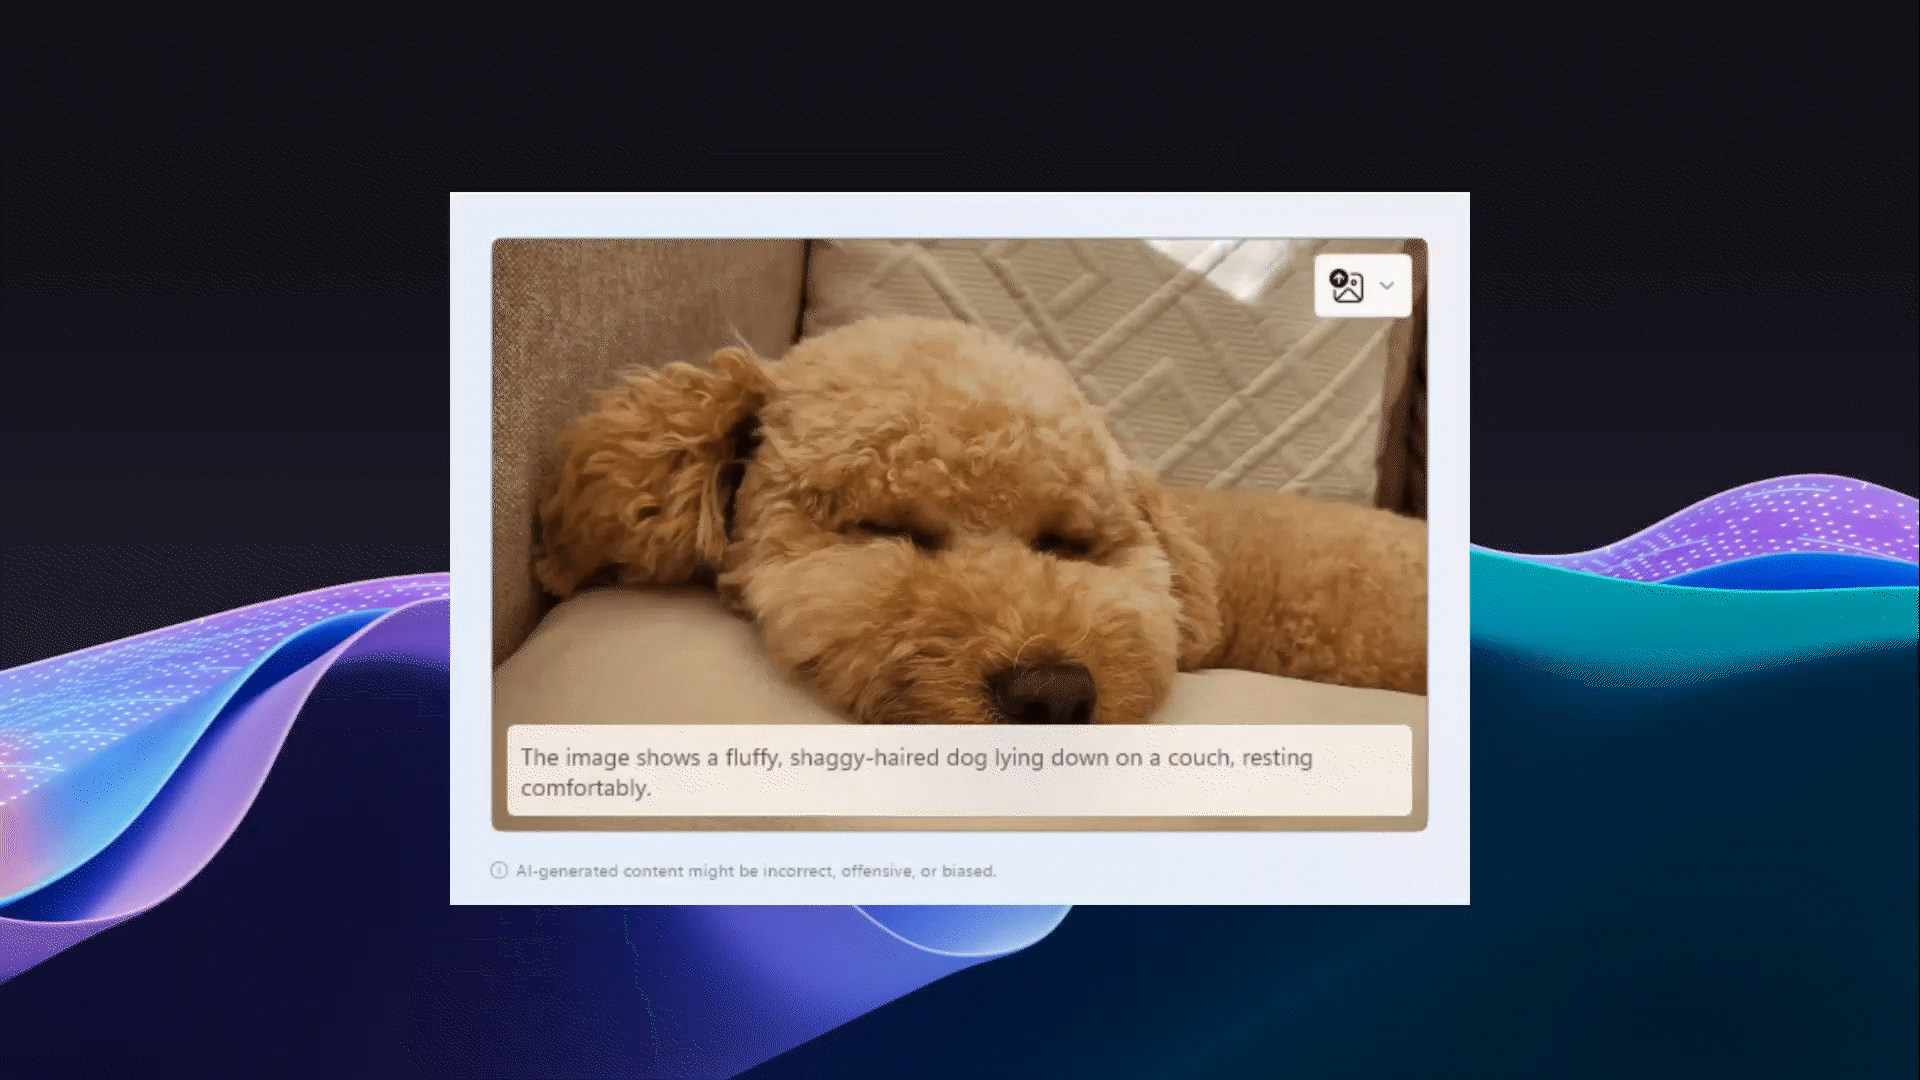 The image shows a fluffy, shaggy-haired dog lying down on a couch, resting
comfortably.
AI-generated content might be incorrect, offensive, or biased.